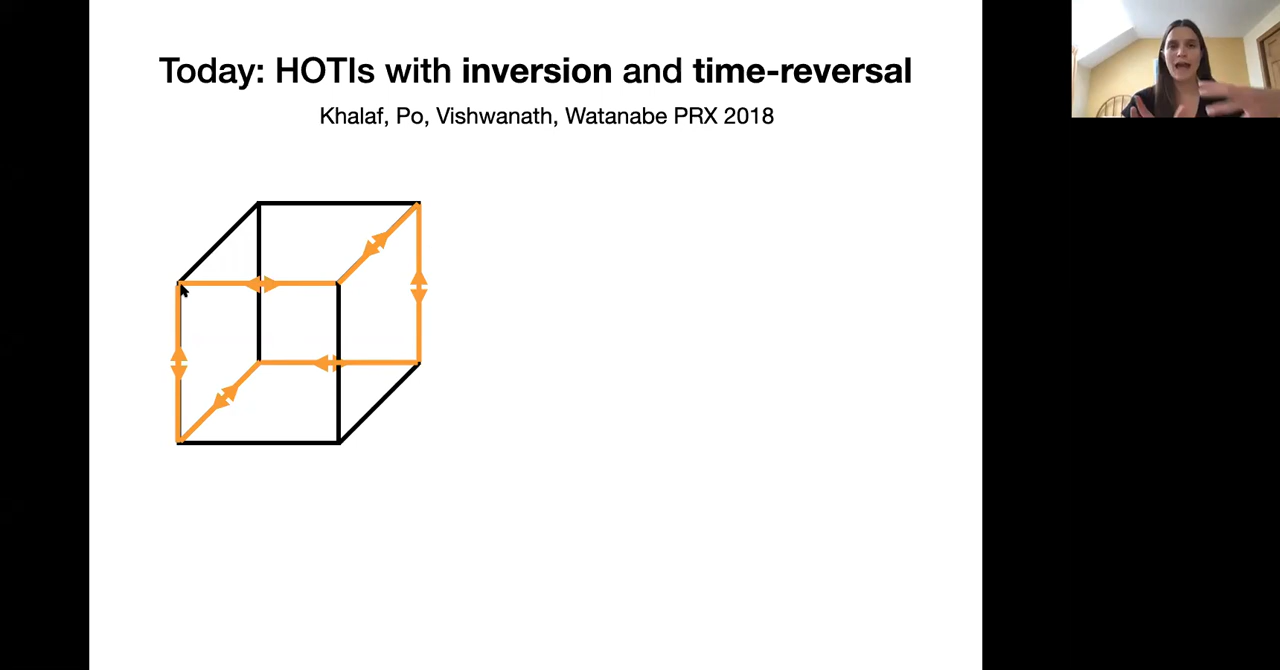 Today: HOTIs with inversion and time-reversal
Khalaf, Po, Vishwanath, Watanabe PRX 2018